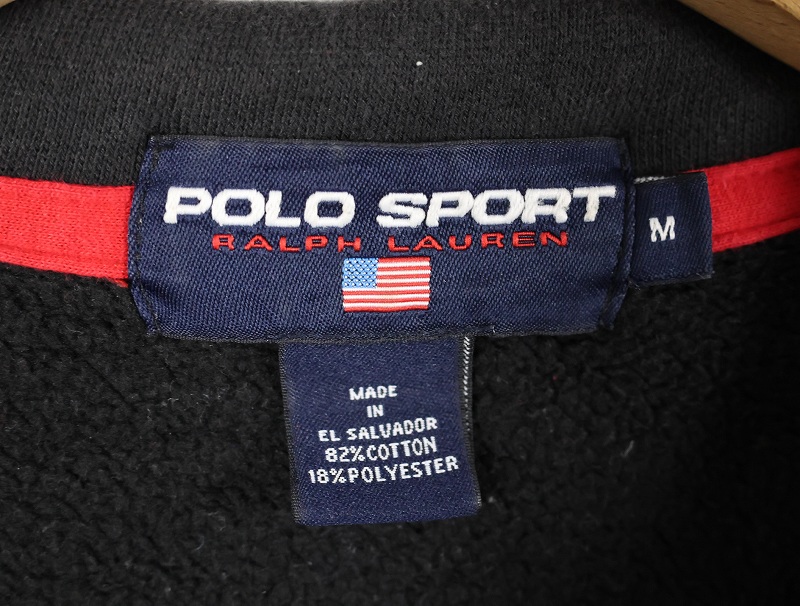 POLO SPORT
RALPH LAUREN
M
MADE
IN
EL SALVADOR
82%COTTON
18%POLYESTER